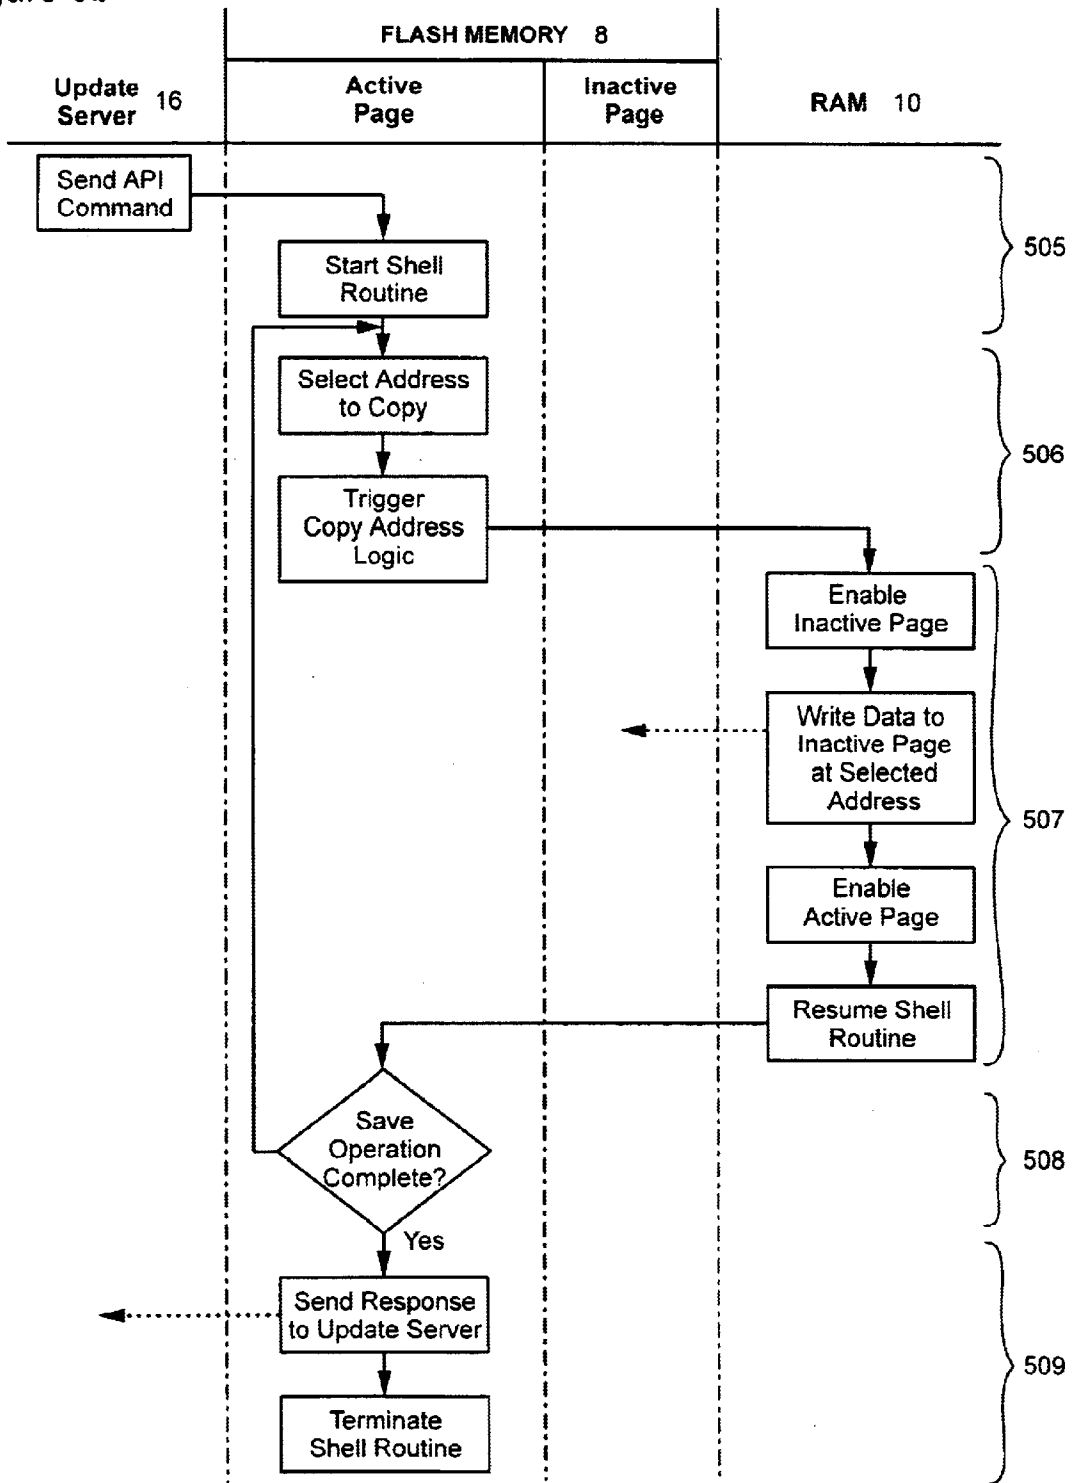 FLASH MEMORY 8
Update
Server 16
Active
Page
Inactive
Page
RAM 10
Send API
Command
505
Start Shell
Routine
Select Address
to Copy
506
Trigger
Copy Address
Logic
Enable
Inactive Page
Write Data to
Inactive Page
at Selected
Address
507
Enable
Active Page
Resume Shell
Routine
Save
Operation
Complete?
508
Yes
Send Response
to Update Server
509
Terminate
Shell Routine